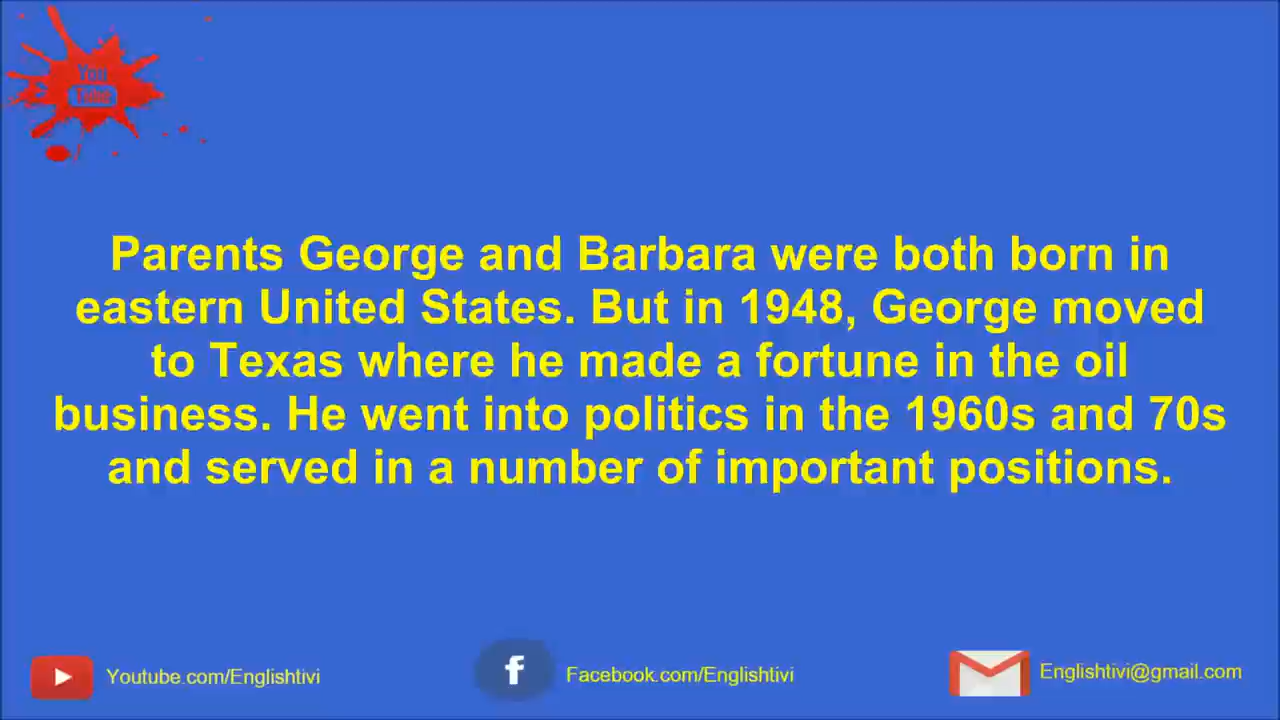 You
Tube
Parents George and Barbara were both born in
eastern United States. But in 1948, George moved
to Texas where he made a fortune in the oil
business. He went into politics in the 1960s and 70s
and served in a number of important positions.
Youtube.com/Englishtivi
f
Facebook.com/Englishtivi
Englishtivi@gmail.com